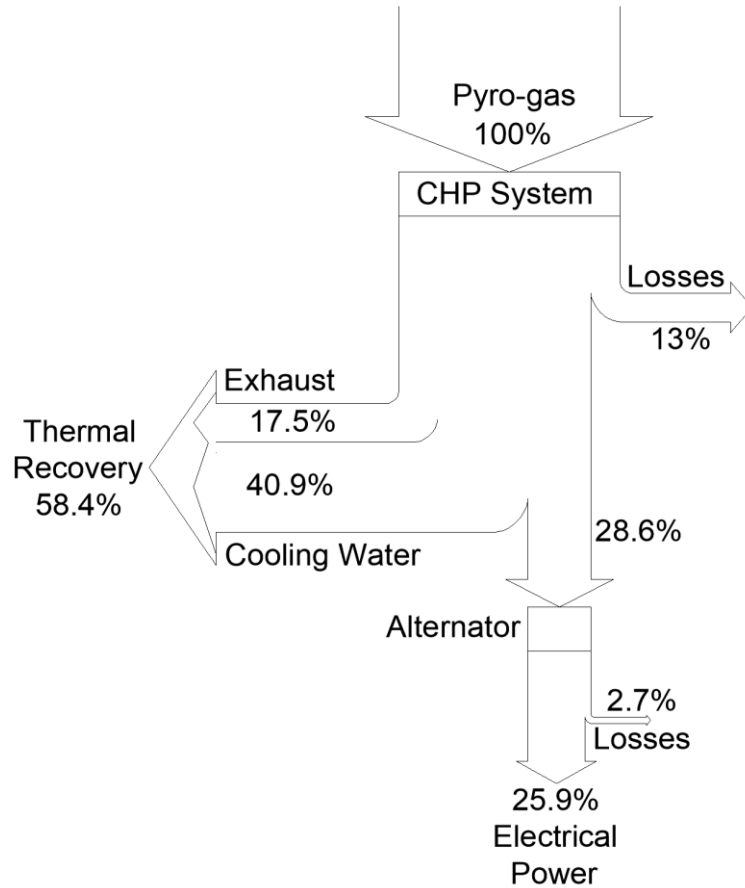 Pyro-gas
100%
CHP System
Losses
13%
Exhaust
17.5%
Thermal
Recovery
58.4%
40.9%
Cooling Water
28.6%
Alternator
2.7%
Losses
25.9%
Electrical
Power